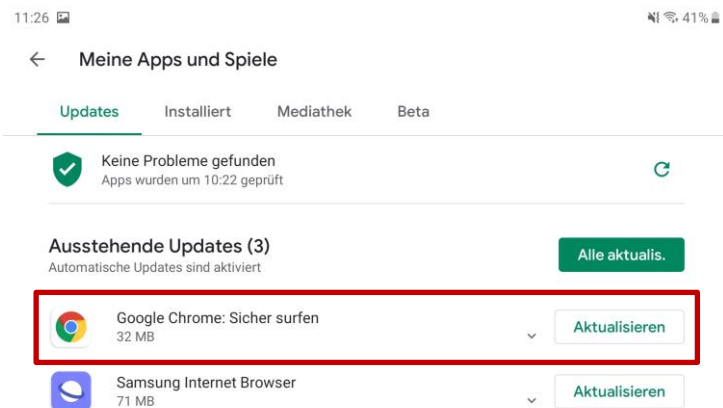 11:26 41%
Meine Apps und Spiele
Updates Installiert Mediathek Beta
Keine Probleme gefunden
Apps wurden um 10:22 geprüft
Ausstehende Updates (3)
Alle aktualis.
Automatische Updates sind aktiviert
Google Chrome: Sicher surfen
32 MB
Aktualisieren
Samsung Internet Browser
71 MB
Aktualisieren